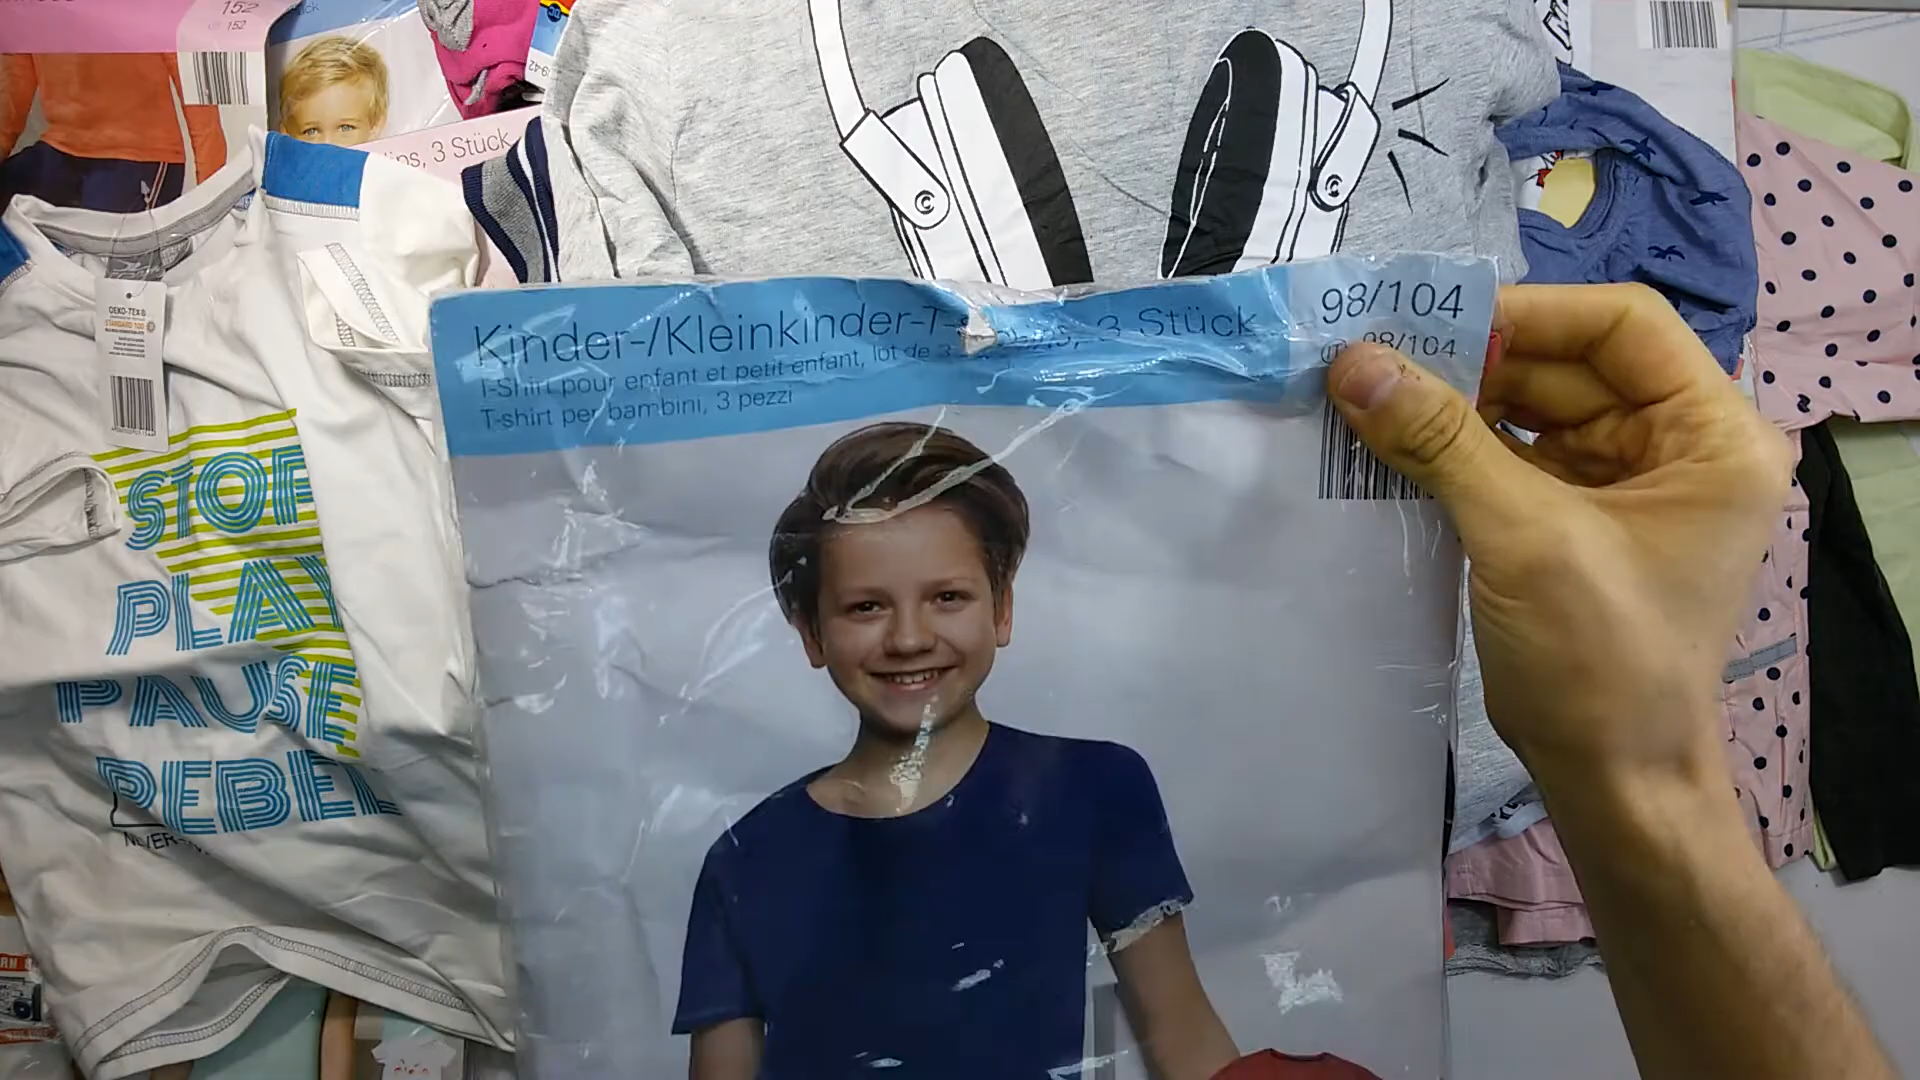 152
152
3 Stück
OEKO-TEX®
STANDARD 100
Kinder-/Kleinkinder-T- 3 Stück
T-Shirt pour enfant et petit enfant, lot de 3
T-shirt per bambini, 3 pezzi
98/104
98/104
STOP
PLAY
PAUSE
REBEL